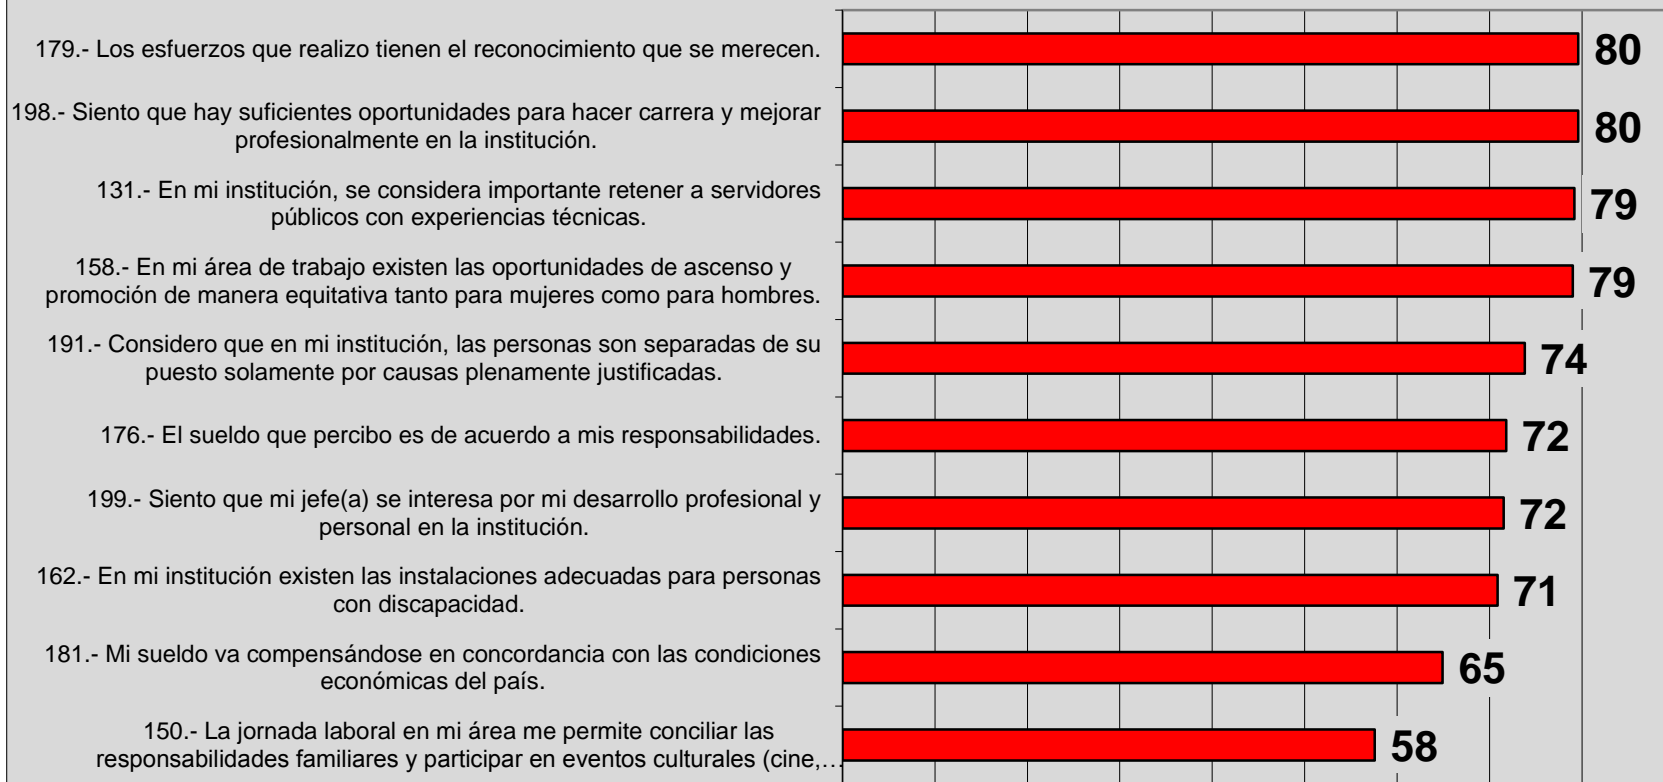 179.- Los esfuerzos que realizo tienen el reconocimiento que se merecen.
80
198.- Siento que hay suficientes oportunidades para hacer carrera y mejorar
profesionalmente en la institución.
80
131.- En mi institución, se considera importante retener a servidores
públicos con experiencias técnicas.
79
158.- En mi área de trabajo existen las oportunidades de ascenso y
promoción de manera equitativa tanto para mujeres como para hombres.
79
191.- Considero que en mi institución, las personas son separadas de su
puesto solamente por causas plenamente justificadas.
74
176.- El sueldo que percibo es de acuerdo a mis responsabilidades.
72
199.- Siento que mi jefe(a) se interesa por mi desarrollo profesional y
personal en la institución.
72
162.- En mi institución existen las instalaciones adecuadas para personas
con discapacidad.
71
181.- Mi sueldo va compensándose en concordancia con las condiciones
económicas del país.
65
150.- La jornada laboral en mi área me permite conciliar las
responsabilidades familiares y participar en eventos culturales (cine,…
58